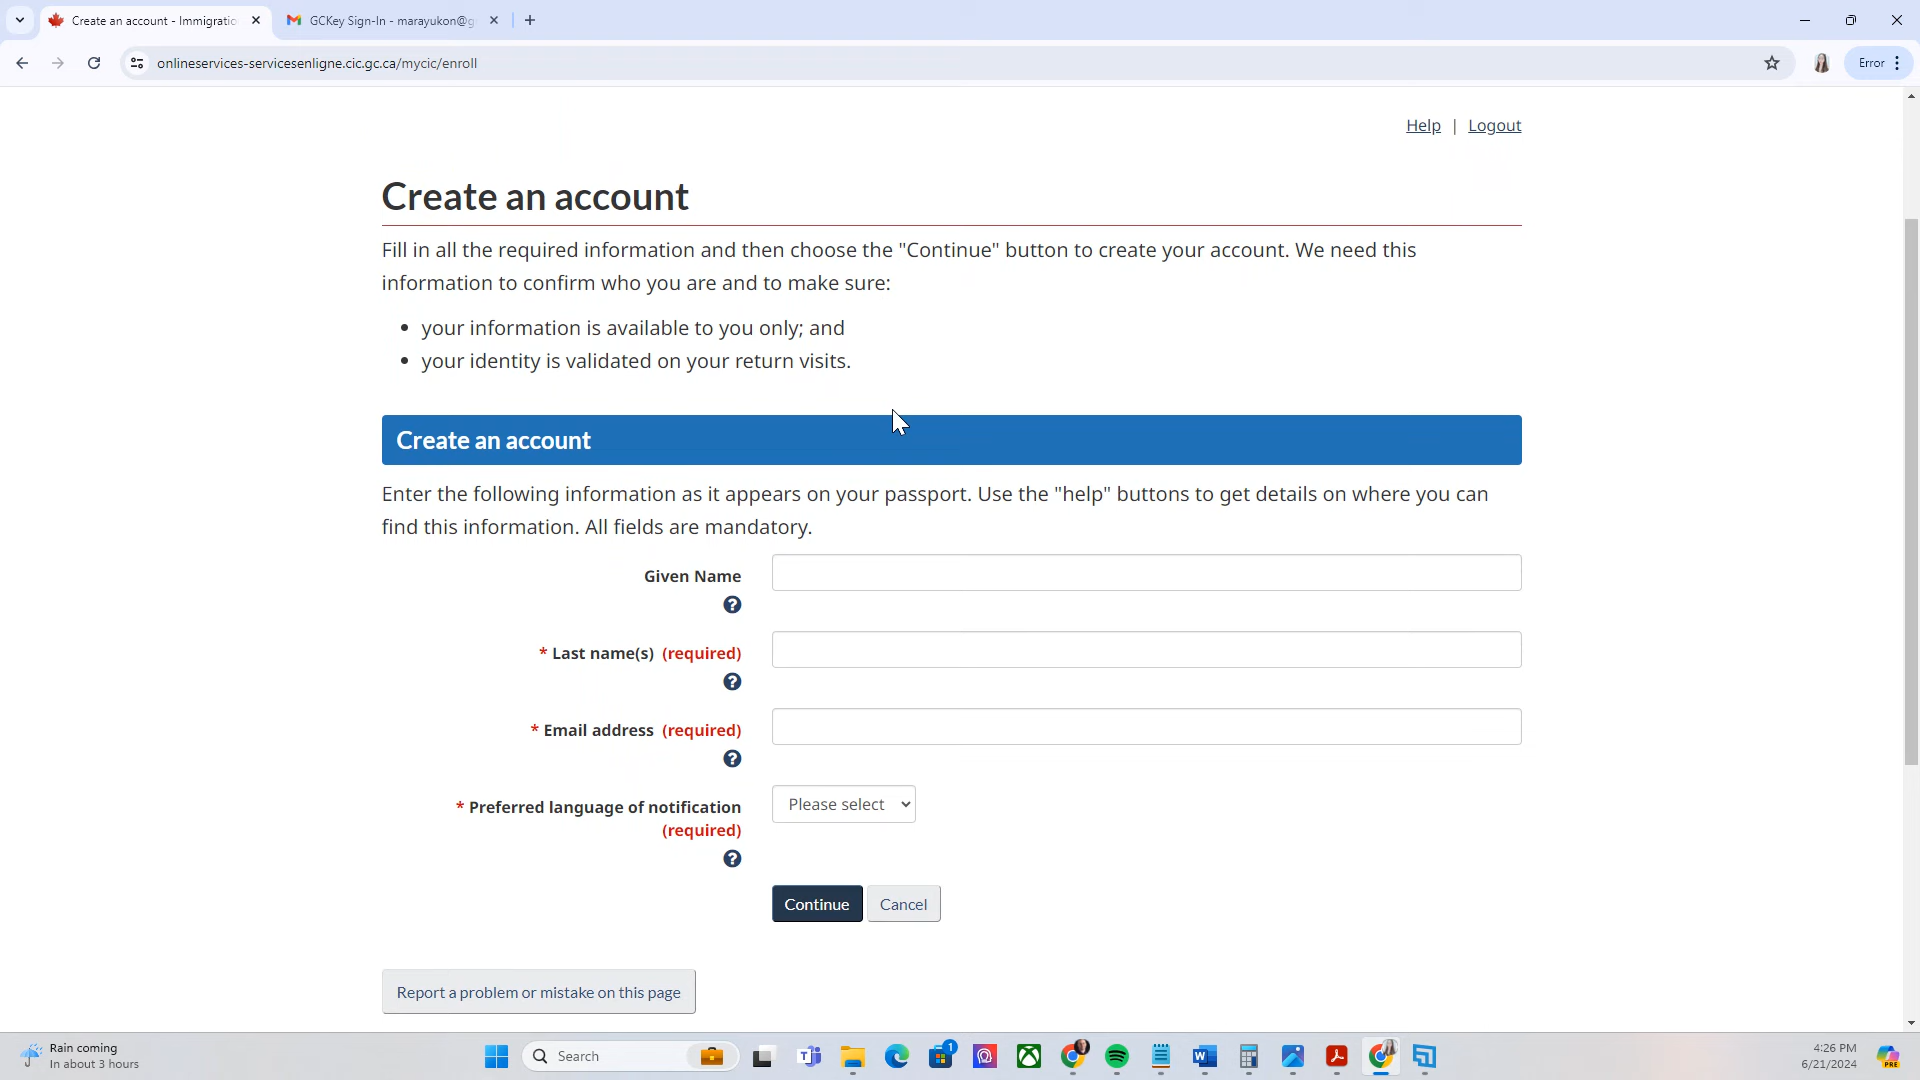 Create an account - Immigratio
GCKey Sign-In - marayukon@g
onlineservices-servicesenligne.cic.gc.ca/mycic/enroll
Error
Help | Logout
Create an account
Fill in all the required information and then choose the "Continue" button to create your account. We need this
information to confirm who you are and to make sure:
• your information is available to you only; and
• your identity is validated on your return visits.
Create an account
Enter the following information as it appears on your passport. Use the "help" buttons to get details on where you can
find this information. All fields are mandatory.
Given Name
* Last name(s) (required)
* Email address (required)
* Preferred language of notification
(required)
Please select
Continue
Cancel
Report a problem or mistake on this page
Rain coming
In about 3 hours
Search
1
4:26 PM
6/21/2024
PRE